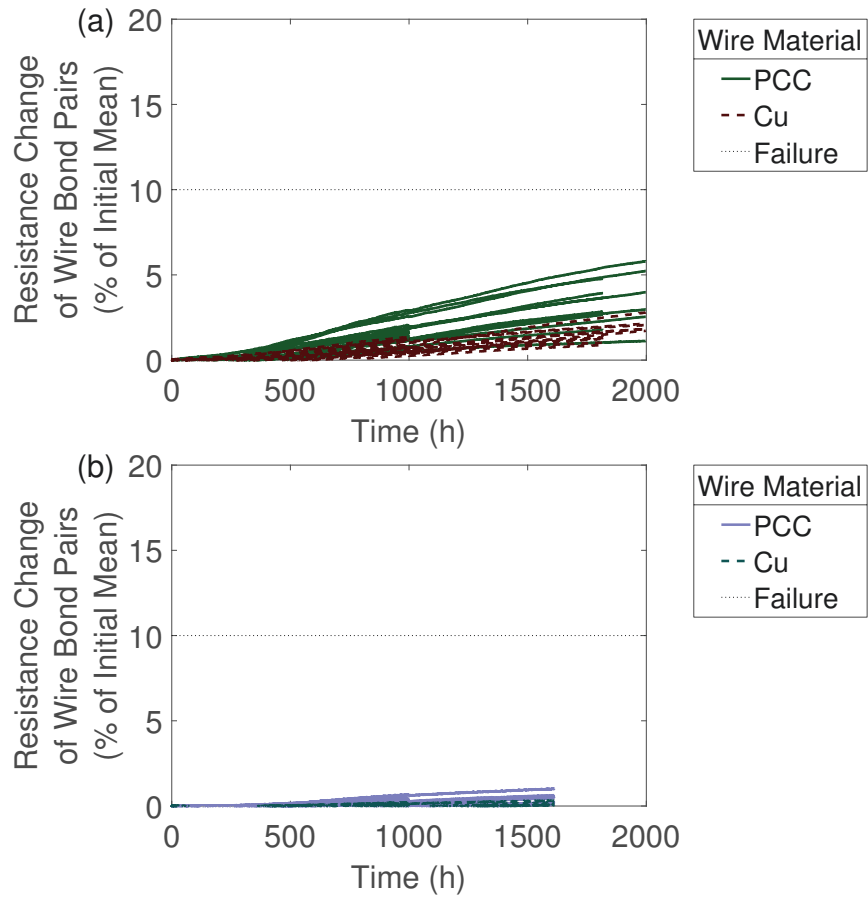 (a)
Resistance Change
of Wire Bond Pairs
(% of Initial Mean)
20
15
10
5
0
0 500 1000 1500 2000
Time (h)
Wire Material
PCC
Cu
Failure
(b)
Resistance Change
of Wire Bond Pairs
(% of Initial Mean)
20
15
10
5
0
0 500 1000 1500 2000
Time (h)
Wire Material
PCC
Cu
Failure